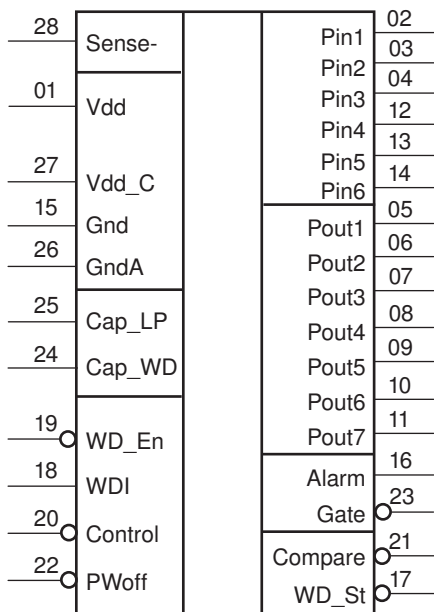 28 Sense-
01 Vdd
27 Vdd_C
15 Gnd
26 GndA
25 Cap_LP
24 Cap_WD
19 WD_En
18 WDI
20 Control
22 PWoff
Pin1 02
Pin2 03
Pin3 04
Pin4 12
Pin5 13
Pin6 14
Pout1 05
Pout2 06
Pout3 07
Pout4 08
Pout5 09
Pout6 10
Pout7 11
Alarm 16
Gate 23
Compare 21
WD_St 17